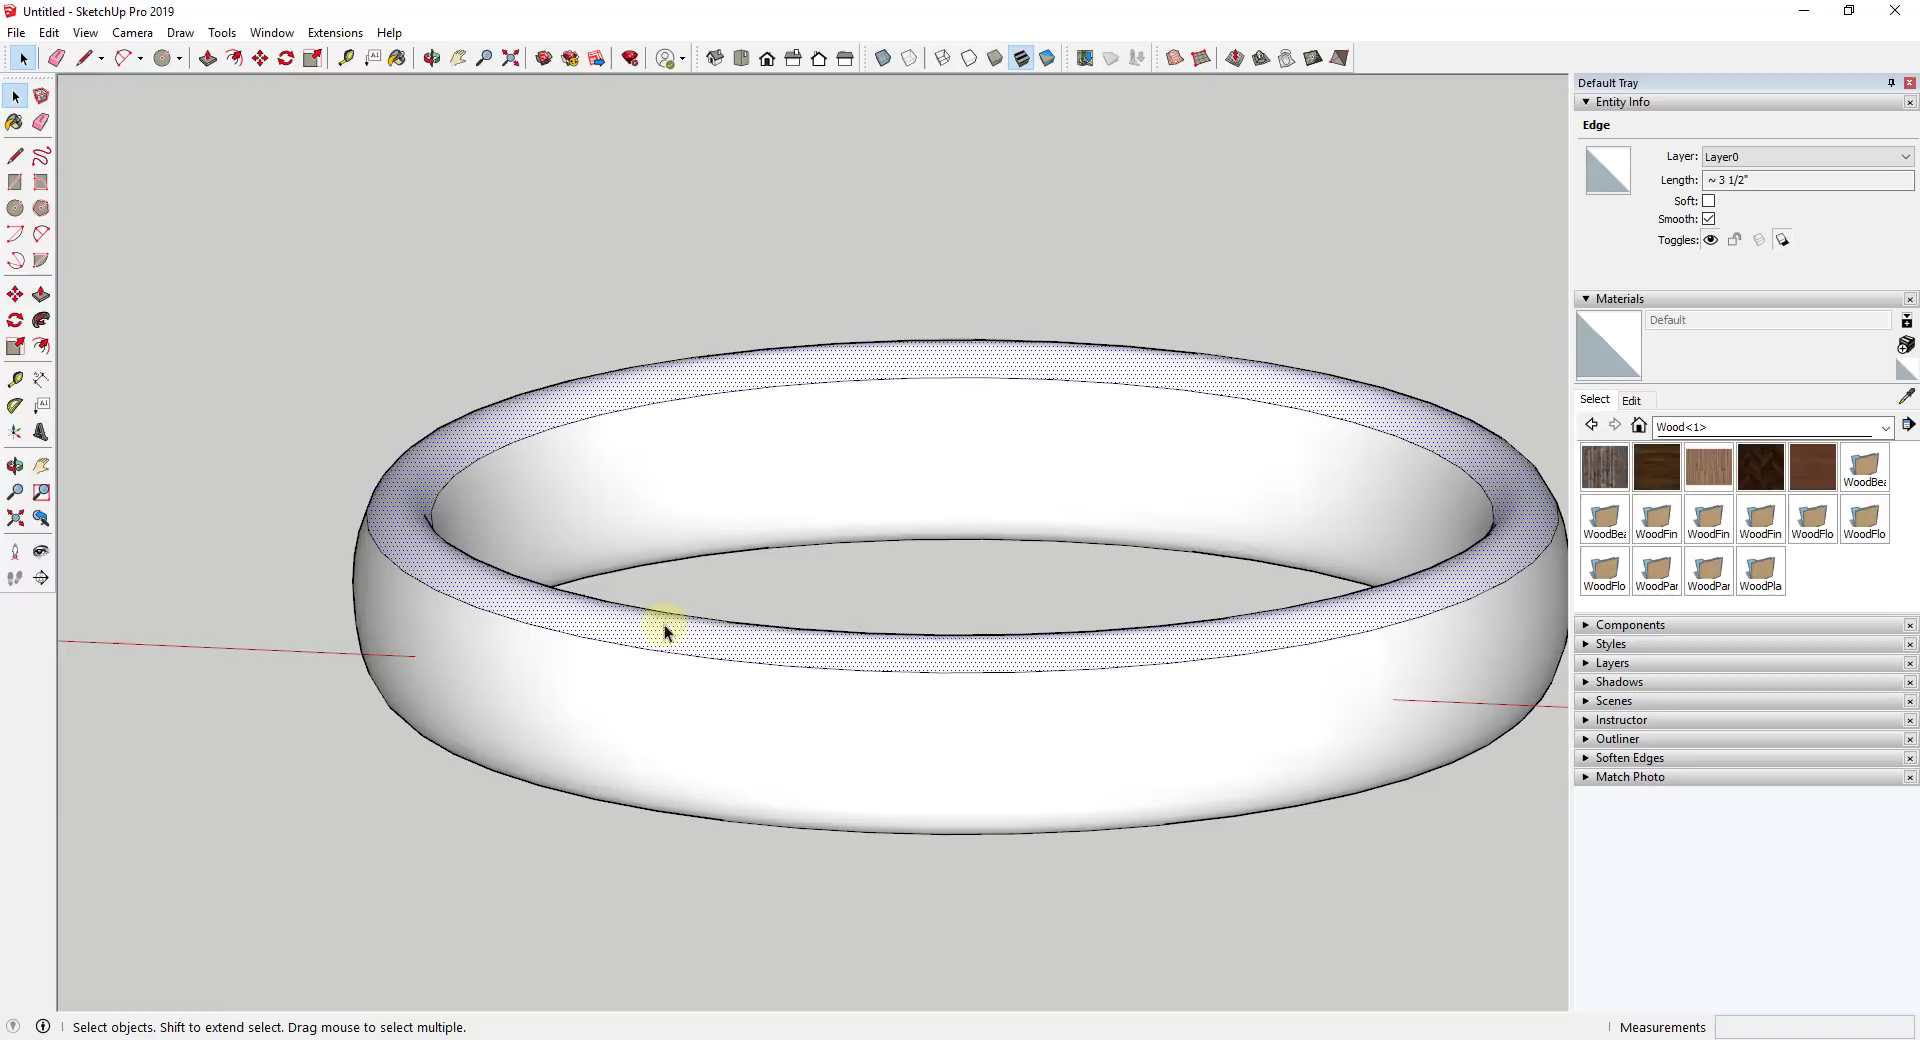 Untitled - SketchUp Pro 2019
File Edit View Camera Draw Tools Window Extensions Help
Default Tray
Entity Info
Edge
Layer: Layer0
Length: ~ 3 1/2"
Soft:
Smooth:
Toggles:
Materials
Default
Select Edit
Wood<1>
WoodBea
WoodBea WoodFin WoodFin WoodFin WoodFlo WoodFlo
WoodFlo WoodPar WoodPar WoodPla
Components
Styles
Layers
Shadows
Scenes
Instructor
Outliner
Soften Edges
Match Photo
Select objects. Shift to extend select. Drag mouse to select multiple.
Measurements